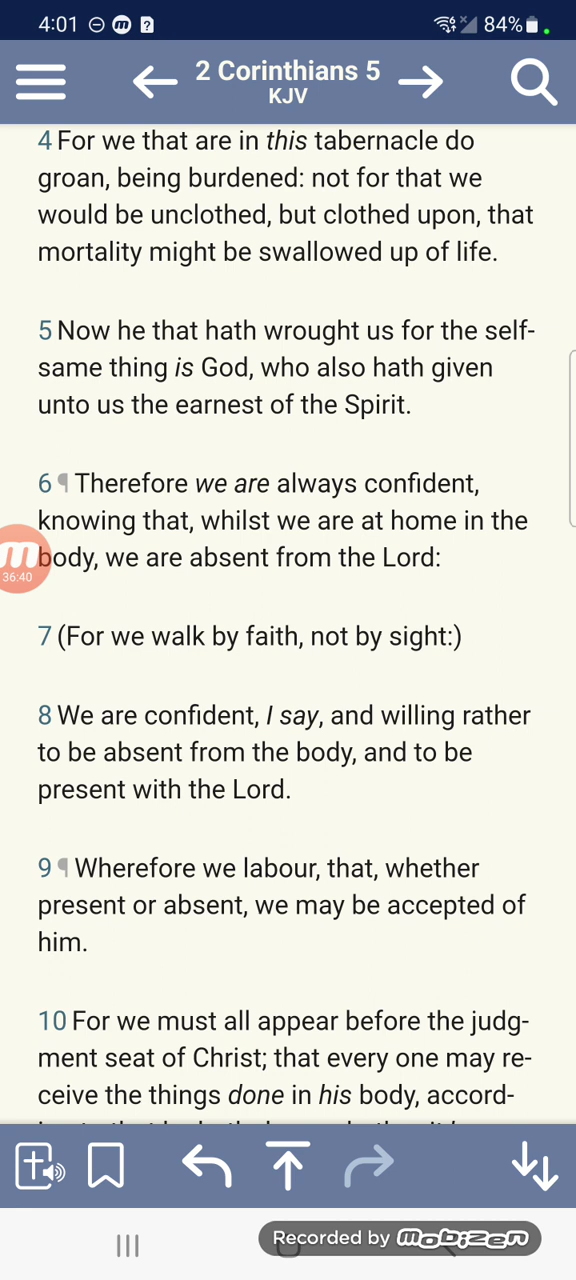 4:01 84%
2 Corinthians 5
KJV
4 For we that are in this tabernacle do
groan, being burdened: not for that we
would be unclothed, but clothed upon, that
mortality might be swallowed up of life.
5 Now he that hath wrought us for the self-
same thing is God, who also hath given
unto us the earnest of the Spirit.
6 ¶ Therefore we are always confident,
knowing that, whilst we are at home in the
body, we are absent from the Lord:
36:40
7 (For we walk by faith, not by sight:)
8 We are confident, I say, and willing rather
to be absent from the body, and to be
present with the Lord.
9 ¶ Wherefore we labour, that, whether
present or absent, we may be accepted of
him.
10 For we must all appear before the judg-
ment seat of Christ; that every one may re-
ceive the things done in his body, accord-
Recorded by mobizen